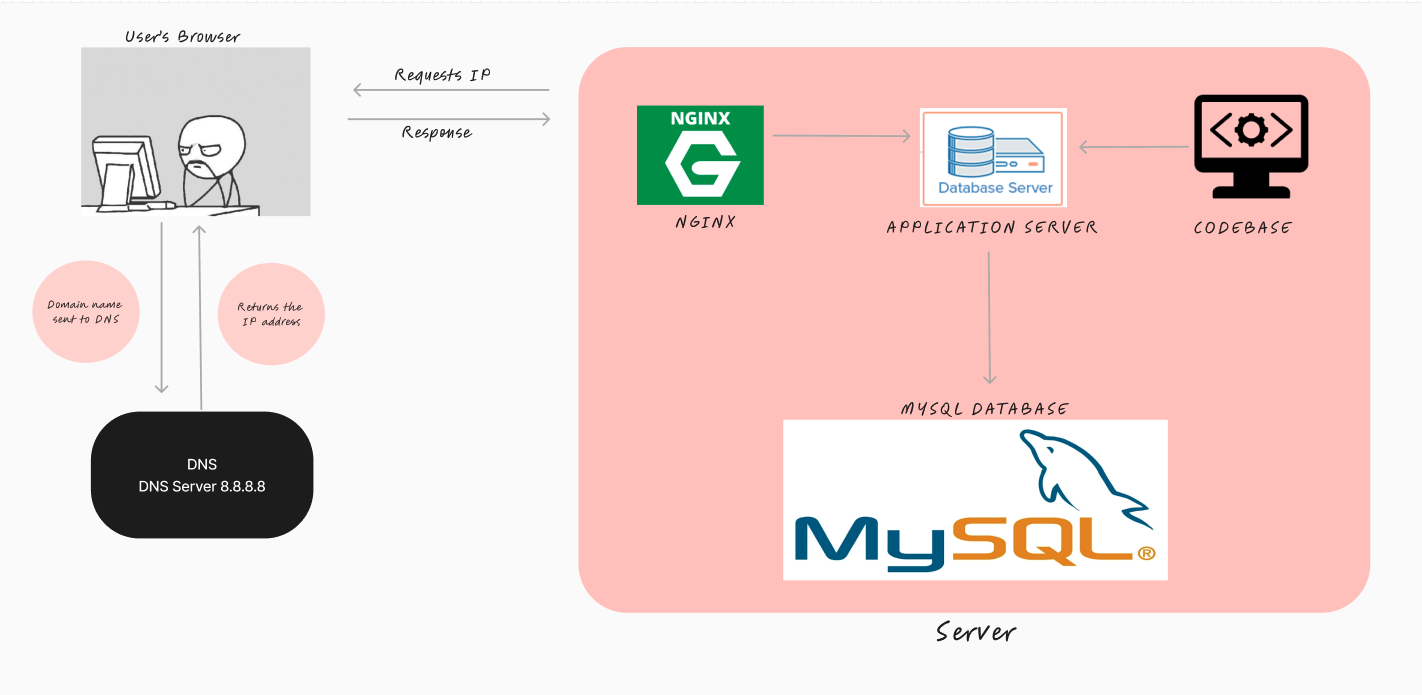 User's Browser
Requests IP
Response
Domain name
sent to DNS
Returns the
IP address
DNS
DNS Server 8.8.8.8
NGINX
NGINX
Database Server
APPLICATION SERVER
CODEBASE
MYSQL DATABASE
MySQL®
Server